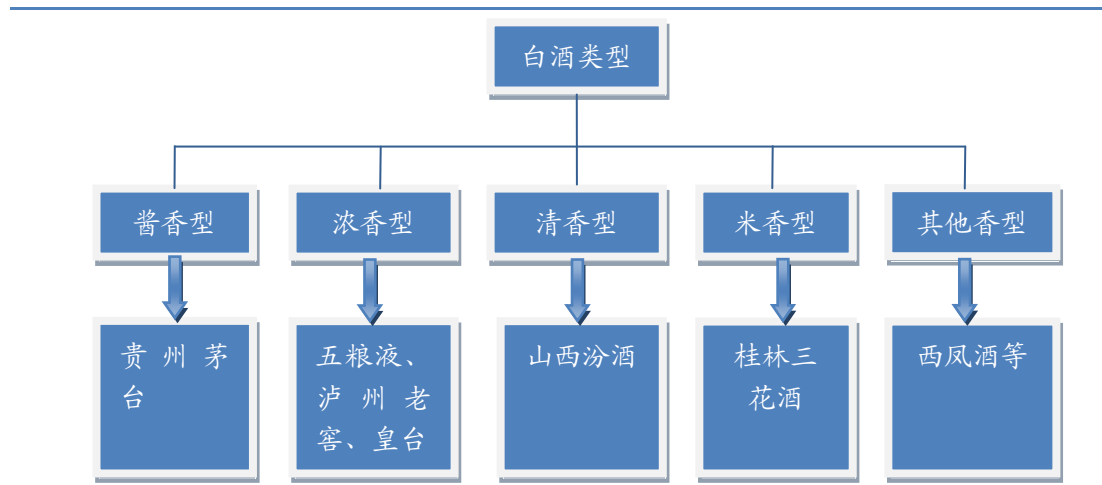 白酒类型
酱香型
浓香型
清香型
米香型
其他香型
贵州茅
台
五粮液、
泸州老
窖、皇台
山西汾酒
桂林三
花酒
西凤酒等